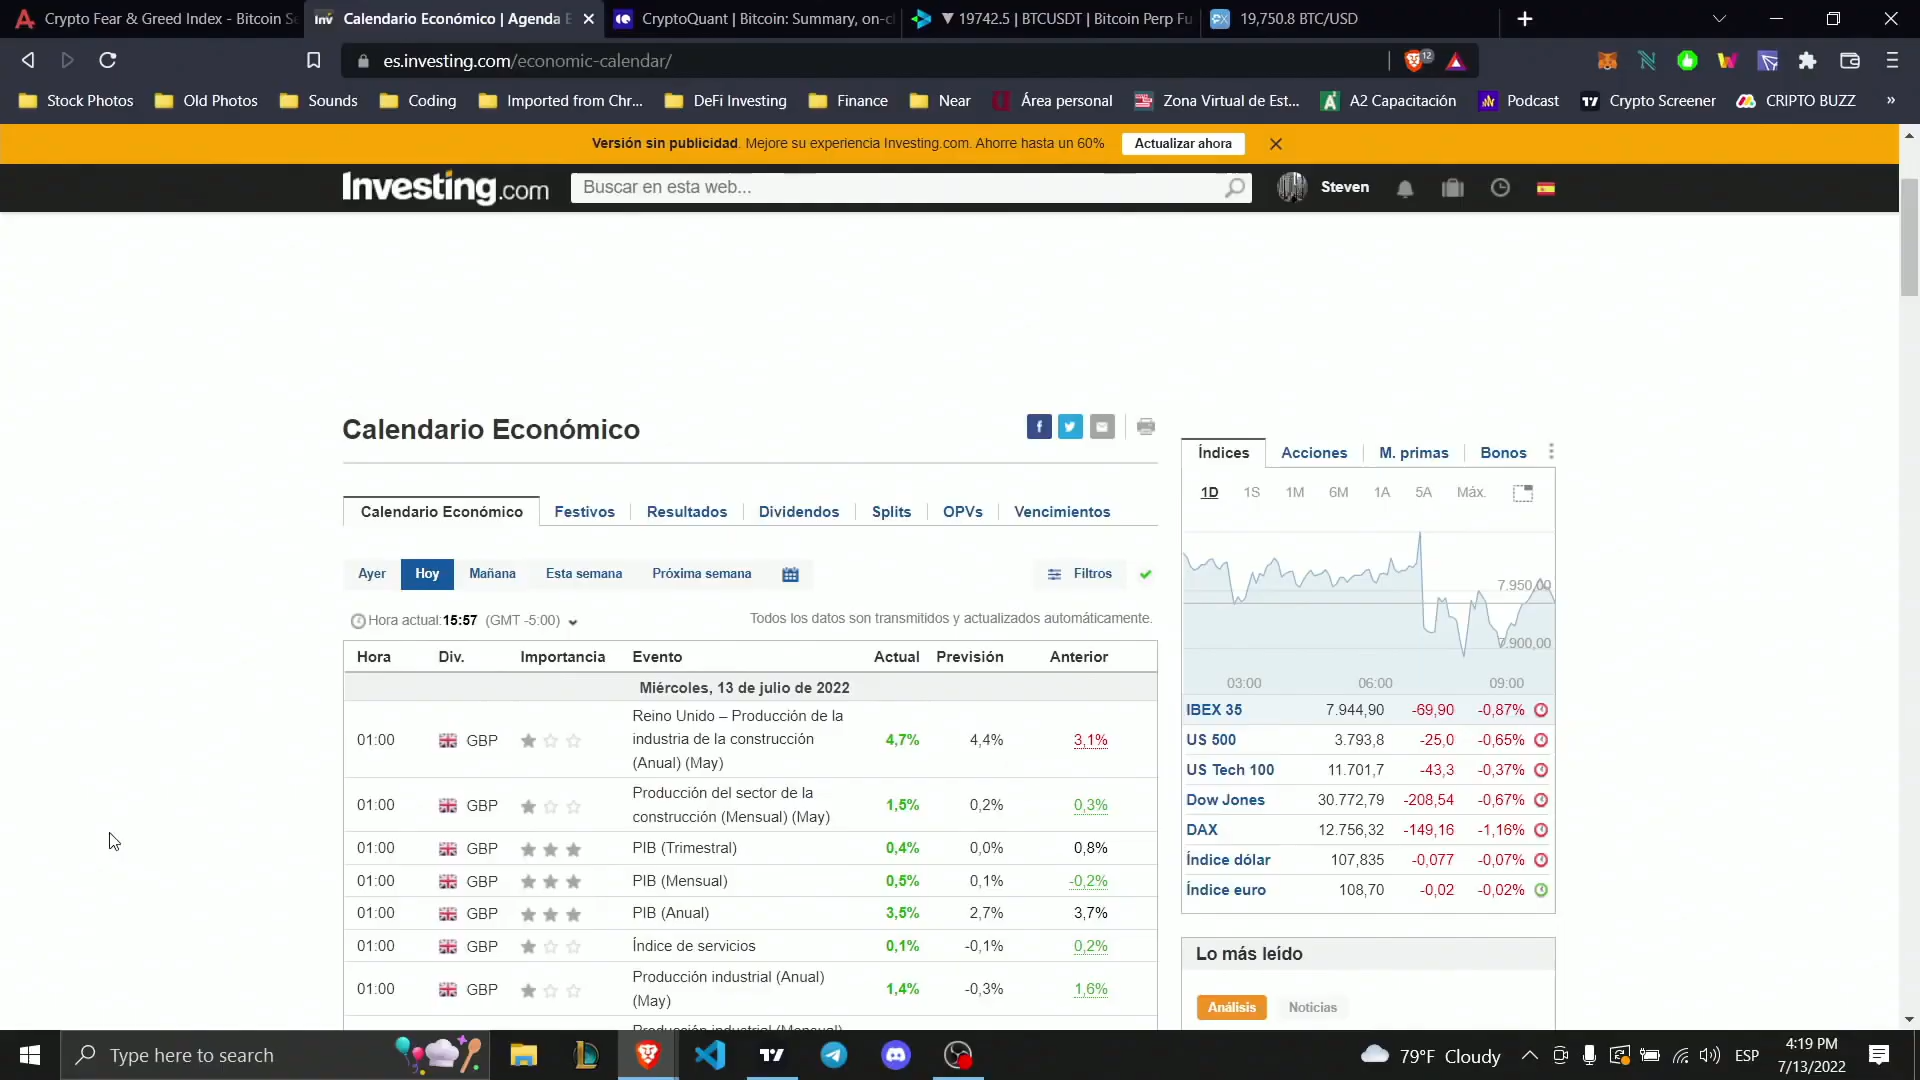 Crypto Fear & Greed Index - Bitcoin Se
Calendario Económico | Agenda E
CryptoQuant | Bitcoin: Summary, on-c
▼ 19742.5 | BTCUSDT | Bitcoin Perp Fu
19,750.8 BTC/USD
es.investing.com/economic-calendar/
12
Stock Photos
Old Photos
Sounds
Coding
Imported from Chr...
DeFi Investing
Finance
Near
Área personal
Zona Virtual de Est...
A2 Capacitación
Podcast
Crypto Screener
CRIPTO BUZZ
»
Versión sin publicidad. Mejore su experiencia Investing.com. Ahorre hasta un 60%
Actualizar ahora
Investing.com
Buscar en esta web...
Steven
Calendario Económico
Calendario Económico
Festivos
Resultados
Dividendos
Splits
OPVs
Vencimientos
Ayer
Hoy
Mañana
Esta semana
Próxima semana
Filtros
Hora actual:15:57 (GMT -5:00)
Todos los datos son transmitidos y actualizados automáticamente.
Hora Div. Importancia Evento Actual Previsión Anterior
Miércoles, 13 de julio de 2022
01:00 GBP Reino Unido – Producción de la
industria de la construcción
(Anual) (May) 4,7% 4,4% 3,1%
01:00 GBP Producción del sector de la
construcción (Mensual) (May) 1,5% 0,2% 0,3%
01:00 GBP PIB (Trimestral) 0,4% 0,0% 0,8%
01:00 GBP PIB (Mensual) 0,5% 0,1% -0,2%
01:00 GBP PIB (Anual) 3,5% 2,7% 3,7%
01:00 GBP Índice de servicios 0,1% -0,1% 0,2%
01:00 GBP Producción industrial (Anual)
(May) 1,4% -0,3% 1,6%
Producción industrial (Mensual)
Índices
Acciones
M. primas
Bonos
1D 1S 1M 6M 1A 5A Máx.
7.950,00
7.900,00
03:00 06:00 09:00
IBEX 35 7.944,90 -69,90 -0,87%
US 500 3.793,8 -25,0 -0,65%
US Tech 100 11.701,7 -43,3 -0,37%
Dow Jones 30.772,79 -208,54 -0,67%
DAX 12.756,32 -149,16 -1,16%
Índice dólar 107,835 -0,077 -0,07%
Índice euro 108,70 -0,02 -0,02%
Lo más leído
Análisis
Noticias
Type here to search
79°F Cloudy
ESP
4:19 PM
7/13/2022